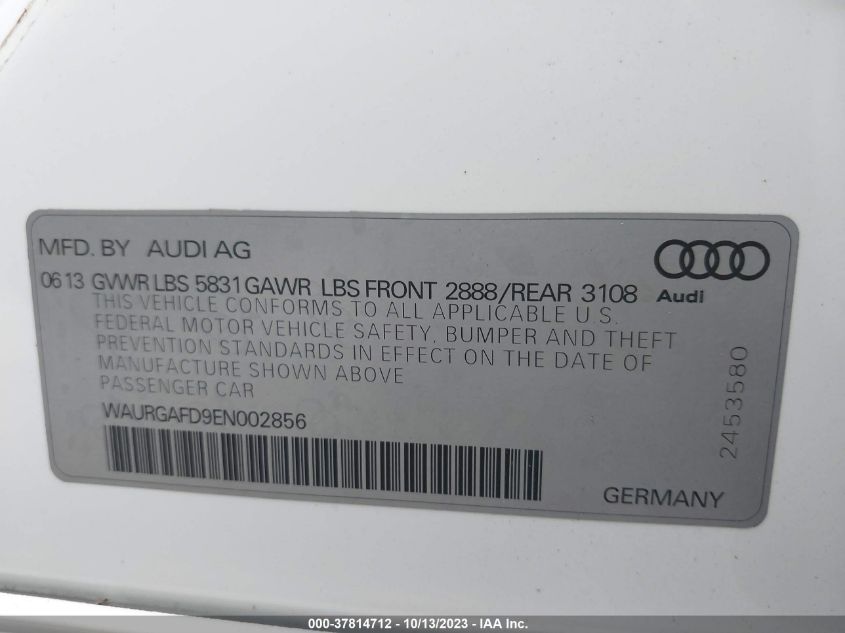 MFD. BY AUDI AG
06 13 GVWR LBS 5831 GAWR LBS FRONT 2888/REAR 3108
Audi
THIS VEHICLE CONFORMS TO ALL APPLICABLE U.S.
FEDERAL MOTOR VEHICLE SAFETY, BUMPER AND THEFT
PREVENTION STANDARDS IN EFFECT ON THE DATE OF
MANUFACTURE SHOWN ABOVE
PASSENGER CAR
WAURGAFD9EN002856
2453580
GERMANY
000-37814712 - 10/13/2023 - IAA Inc.